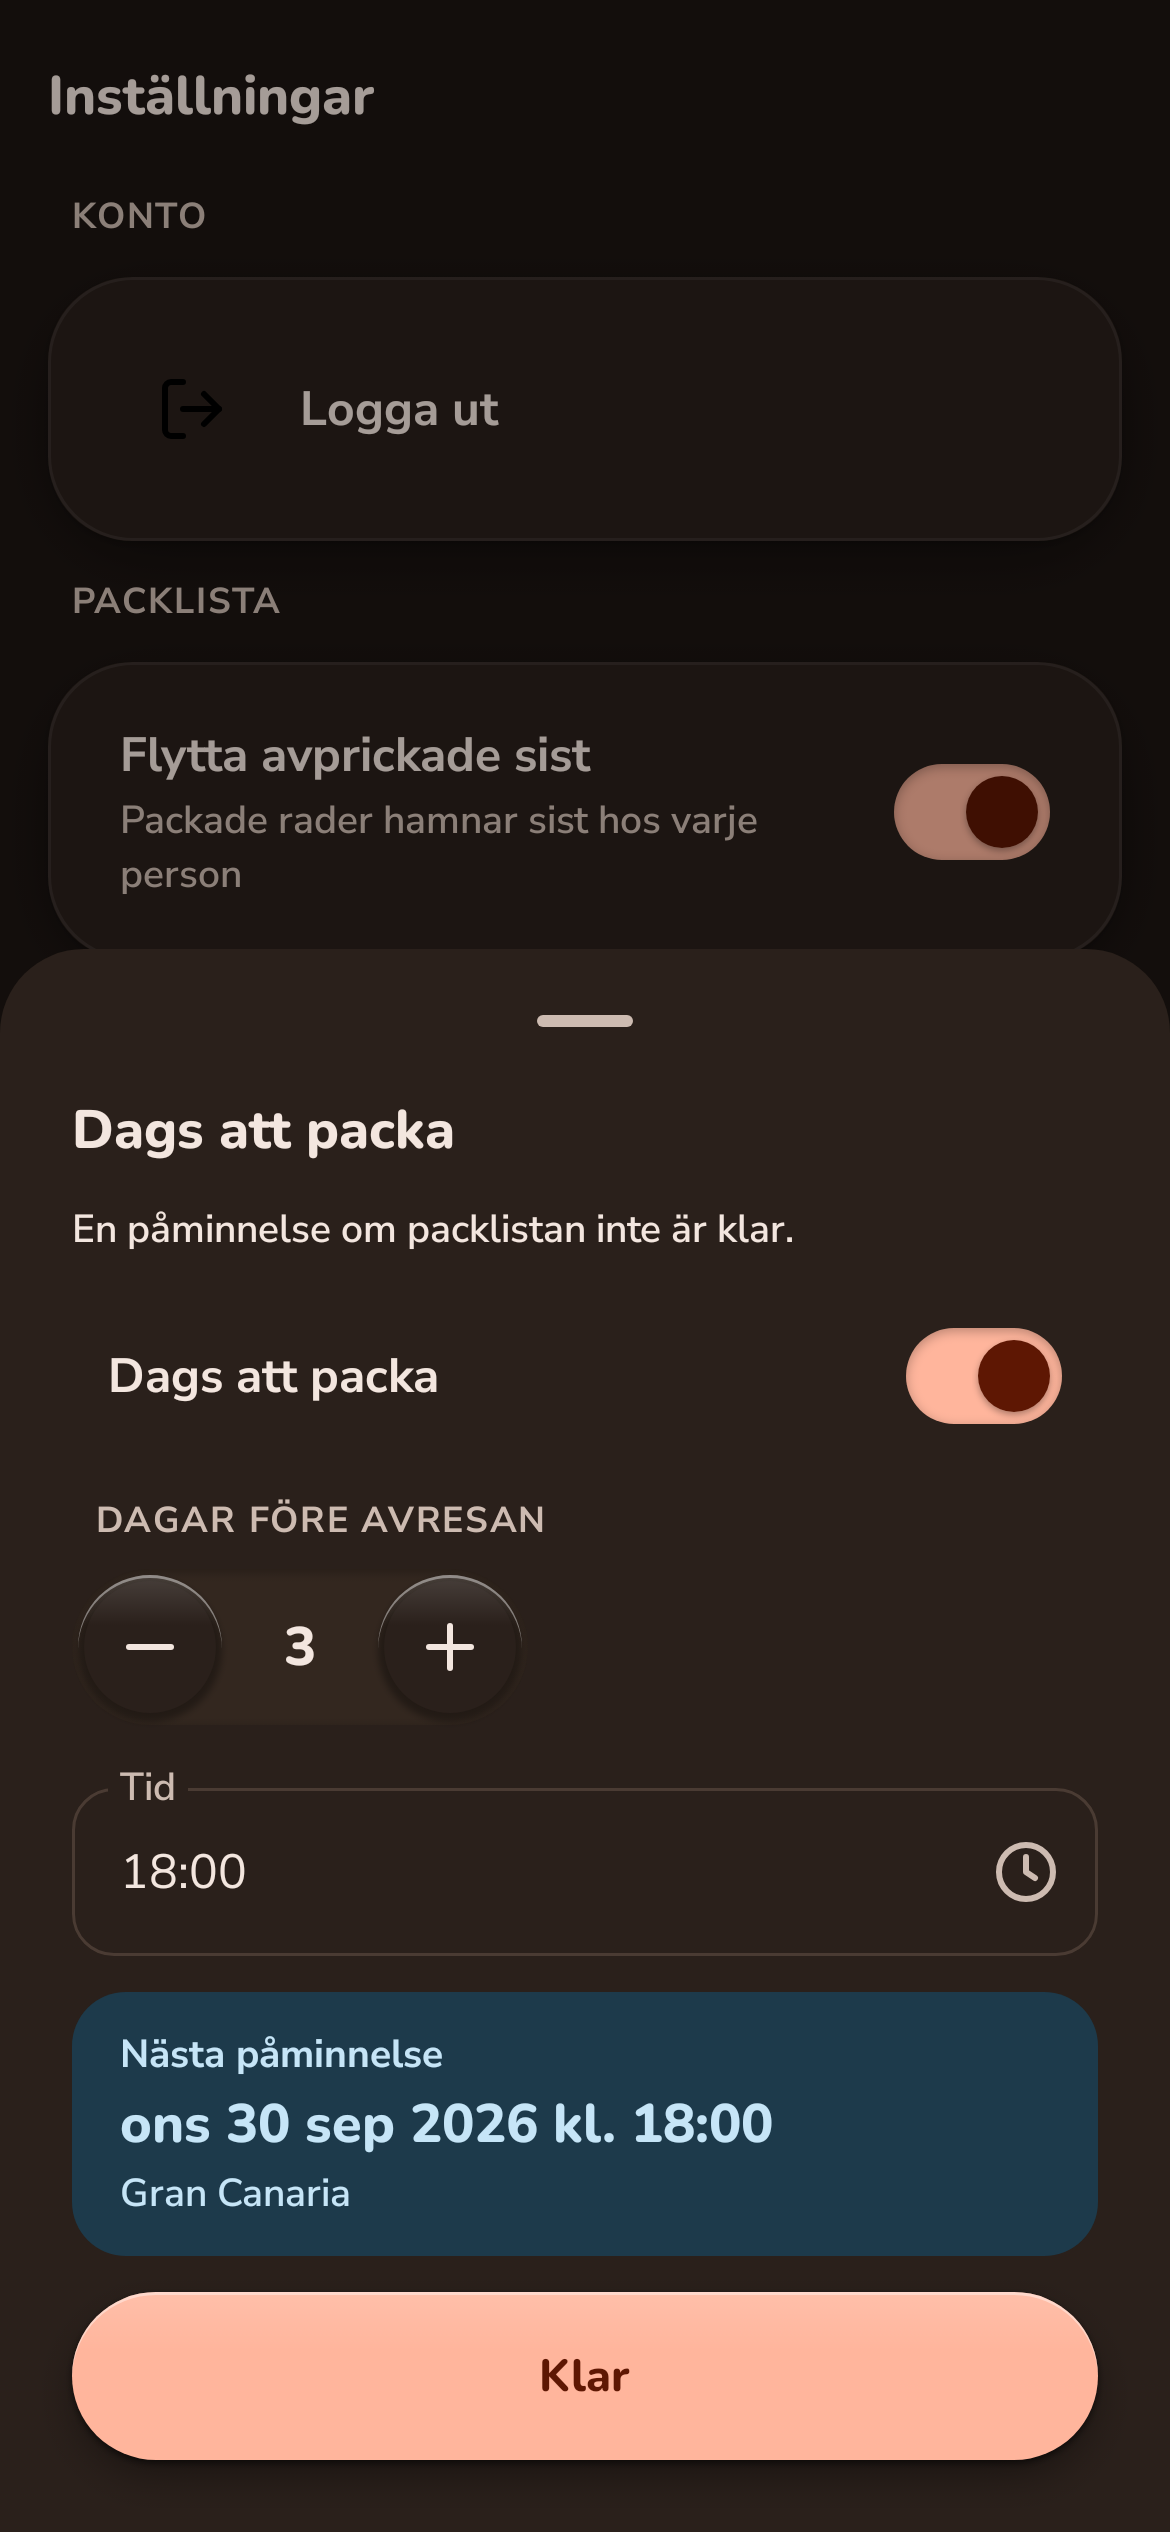 Inställningar
KONTO
Logga ut
PACKLISTA
Flytta avprickade sist
Packade rader hamnar sist hos varje
person
Dags att packa
En påminnelse om packlistan inte är klar.
Dags att packa
DAGAR FÖRE AVRESAN
3
Tid
18:00
Nästa påminnelse
ons 30 sep 2026 kl. 18:00
Gran Canaria
Klar